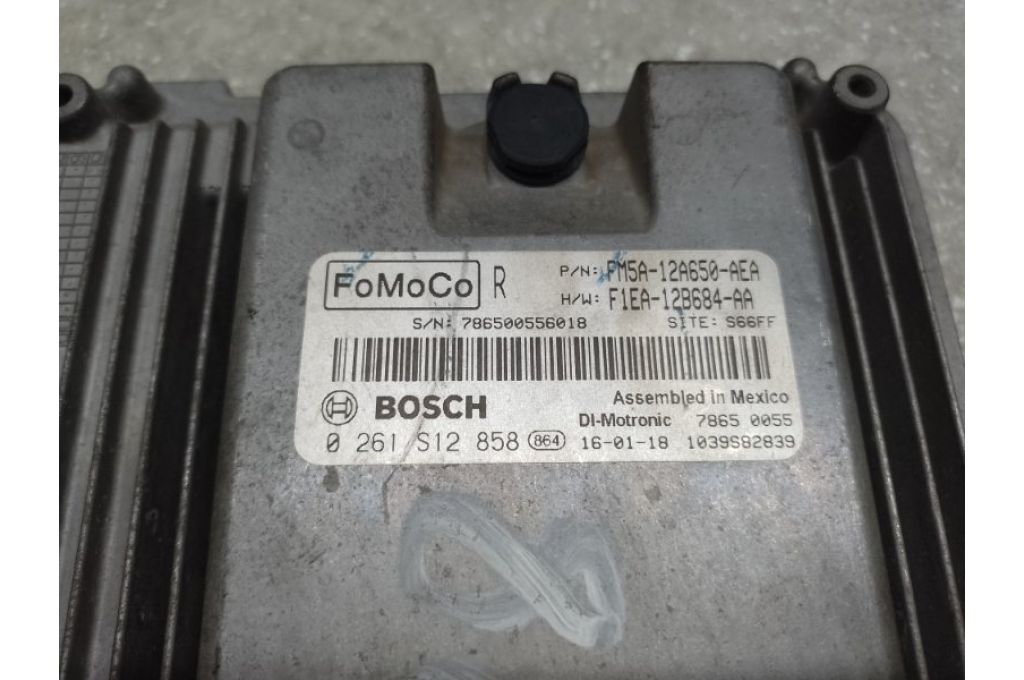 FoMoCo R P/N: FM5A-12A650-AEA
H/W: F1EA-12B684-AA
S/N: 786500556018 SITE: S66FF
BOSCH Assembled in Mexico
DI-Motronic 7865 0055
0 261 S12 858 864 16-01-18 1039S82839